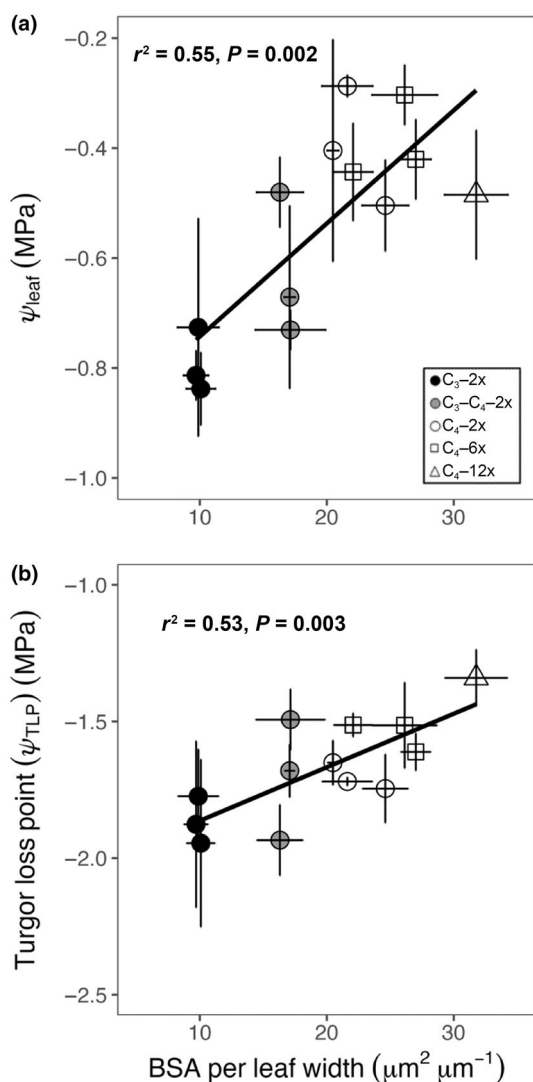 (a)
r² = 0.55, P = 0.002
−0.2
−0.4
−0.6
−0.8
−1.0
ψleaf (MPa)
C₃–2x
C₃–C₄–2x
C₄–2x
C₄–6x
C₄–12x
10 20 30
(b)
r² = 0.53, P = 0.003
−1.0
−1.5
−2.0
−2.5
Turgor loss point (ψTLP) (MPa)
10 20 30
BSA per leaf width (μm² μm⁻¹)